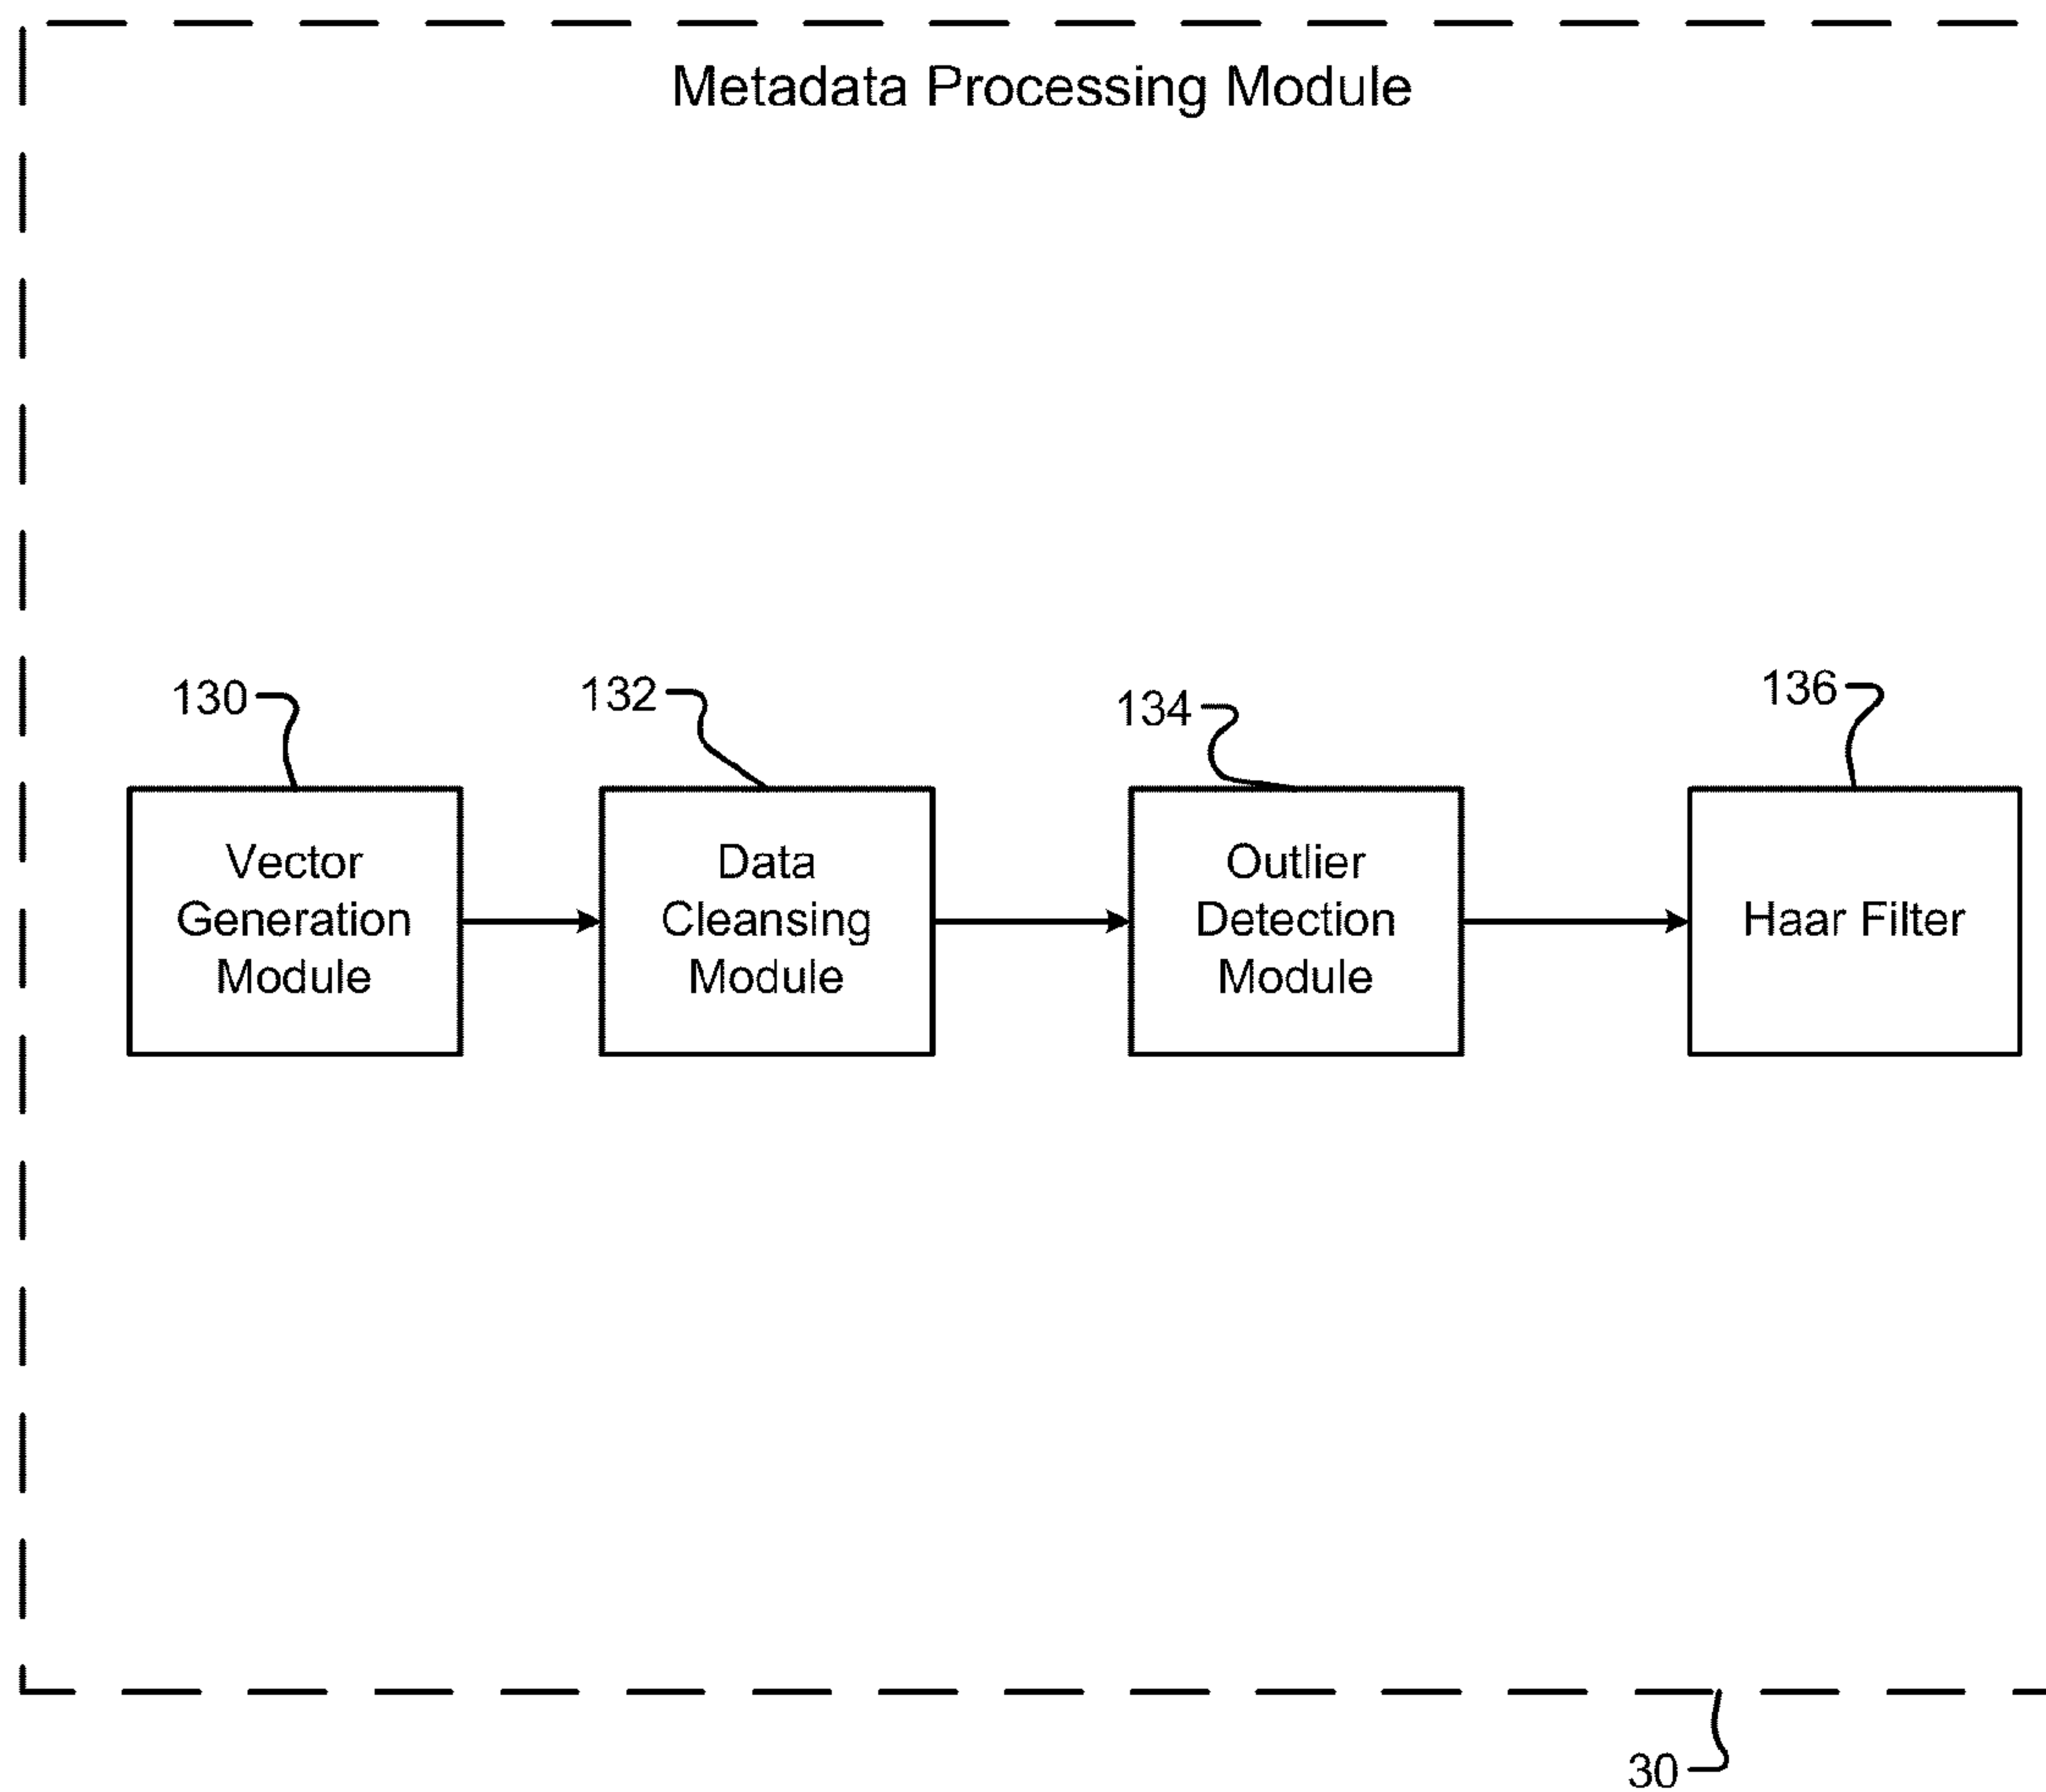 Metadata Processing Module
130
132
134
136
Vector
Generation
Module
Data
Cleansing
Module
Outlier
Detection
Module
Haar Filter
30